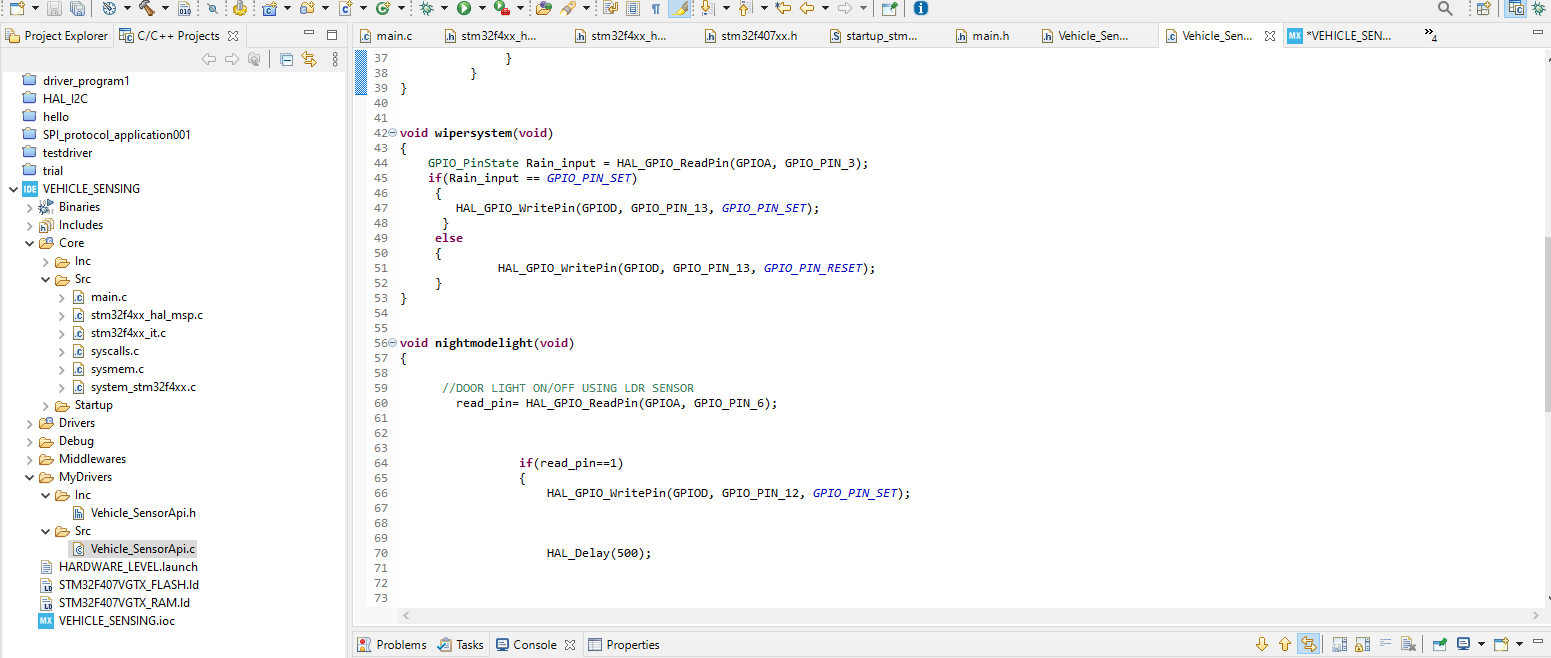 Project Explorer C/C++ Projects
driver_program1
HAL_I2C
hello
SPI_protocol_application001
testdriver
trial
IDE VEHICLE_SENSING
Binaries
Includes
Core
Inc
Src
main.c
stm32f4xx_hal_msp.c
stm32f4xx_it.c
syscalls.c
sysmem.c
system_stm32f4xx.c
Startup
Drivers
Debug
Middlewares
MyDrivers
Inc
Vehicle_SensorApi.h
Src
Vehicle_SensorApi.c
HARDWARE_LEVEL.launch
STM32F407VGTX_FLASH.ld
STM32F407VGTX_RAM.ld
MX VEHICLE_SENSING.ioc
main.c stm32f4xx_h... stm32f4xx_h... stm32f407xx.h startup_stm... main.h Vehicle_Sen... Vehicle_Sen... MX *VEHICLE_SEN... »4
37 }
38 }
39 }
40
41
42 void wipersystem(void)
43 {
44 GPIO_PinState Rain_input = HAL_GPIO_ReadPin(GPIOA, GPIO_PIN_3);
45 if(Rain_input == GPIO_PIN_SET)
46 {
47 HAL_GPIO_WritePin(GPIOD, GPIO_PIN_13, GPIO_PIN_SET);
48 }
49 else
50 {
51 HAL_GPIO_WritePin(GPIOD, GPIO_PIN_13, GPIO_PIN_RESET);
52 }
53 }
54
55
56 void nightmodelight(void)
57 {
58
59 //DOOR LIGHT ON/OFF USING LDR SENSOR
60 read_pin= HAL_GPIO_ReadPin(GPIOA, GPIO_PIN_6);
61
62
63
64 if(read_pin==1)
65 {
66 HAL_GPIO_WritePin(GPIOD, GPIO_PIN_12, GPIO_PIN_SET);
67
68
69
70 HAL_Delay(500);
71
72
73
Problems Tasks Console Properties